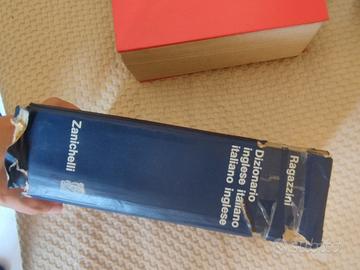 Ragazzini
Dizionario
inglese italiano
italiano inglese
Zanichelli